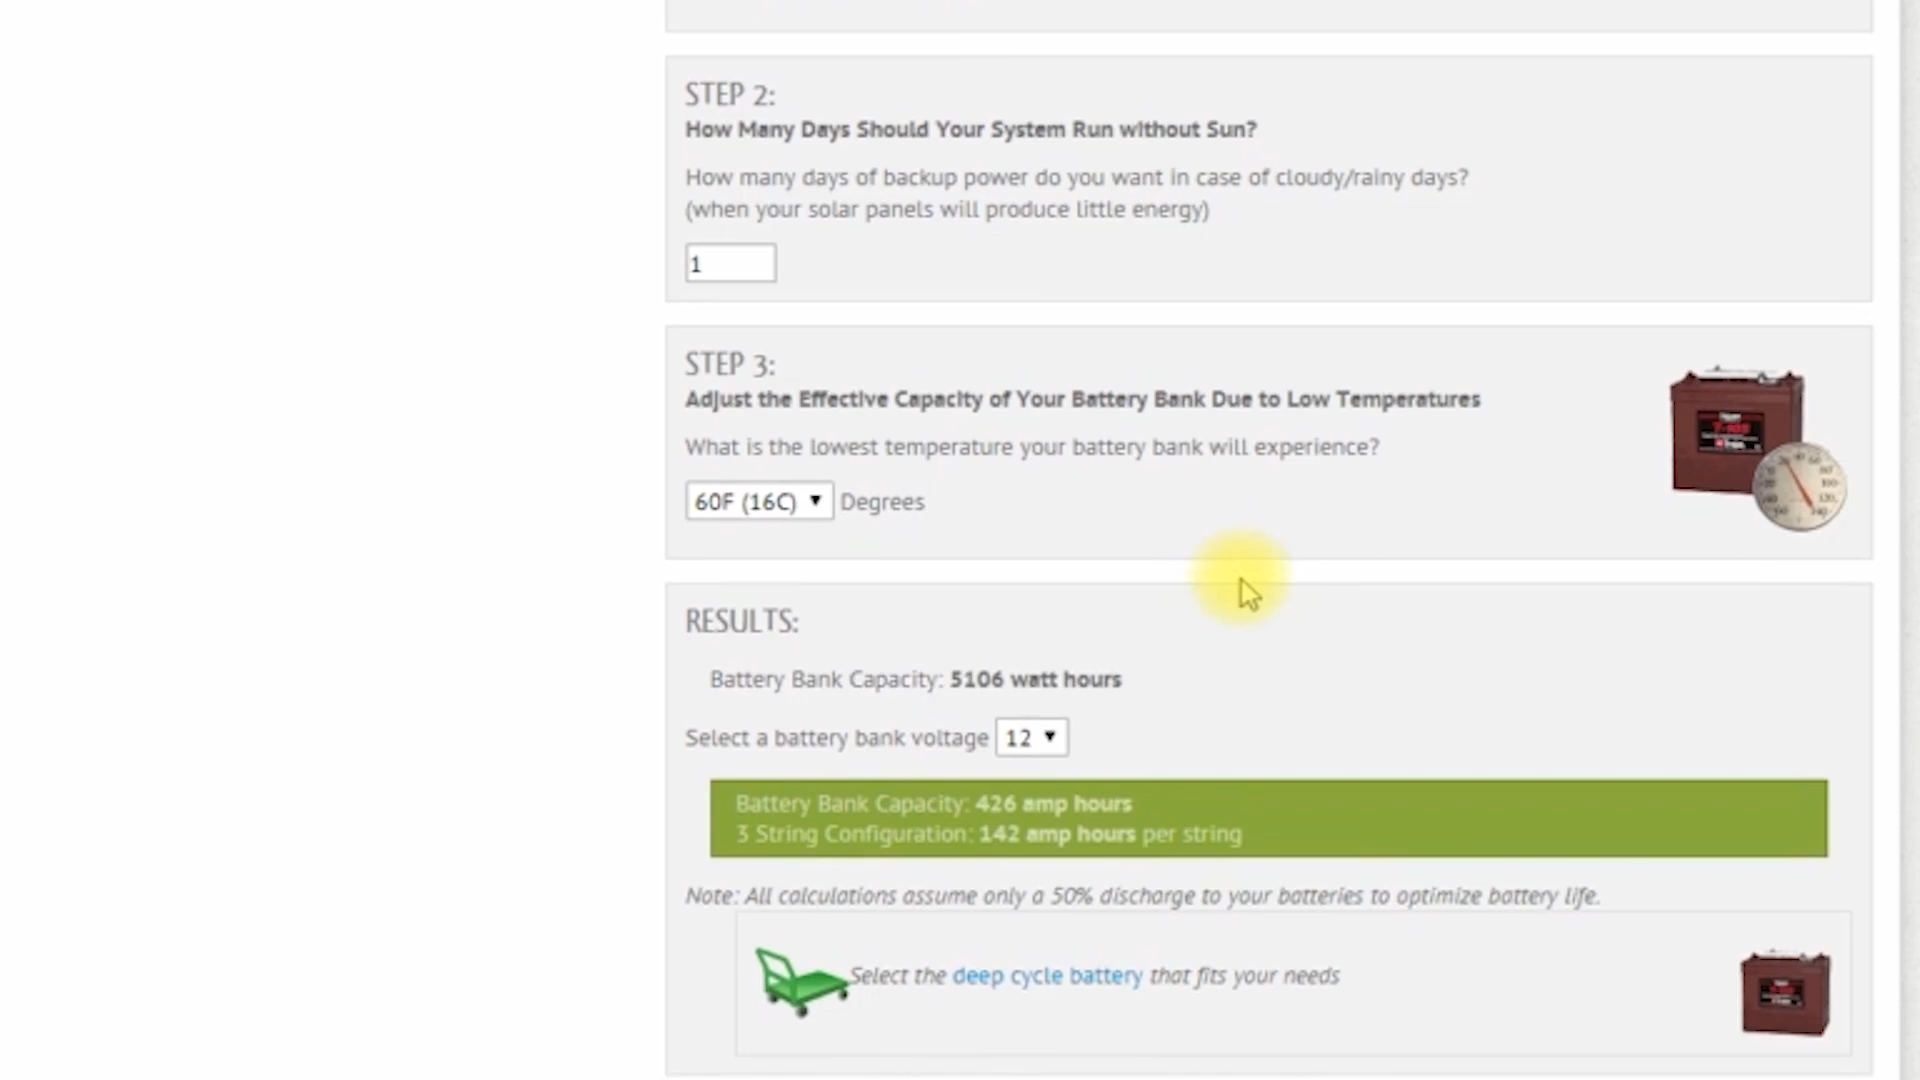 STEP 2:
How Many Days Should Your System Run without Sun?
How many days of backup power do you want in case of cloudy/rainy days?
(when your solar panels will produce little energy)
1
STEP 3:
Adjust the Effective Capacity of Your Battery Bank Due to Low Temperatures
What is the lowest temperature your battery bank will experience?
60F (16C) Degrees
RESULTS:
Battery Bank Capacity: 5106 watt hours
Select a battery bank voltage 12
Battery Bank Capacity: 426 amp hours
3 String Configuration: 142 amp hours per string
Note: All calculations assume only a 50% discharge to your batteries to optimize battery life.
Select the deep cycle battery that fits your needs